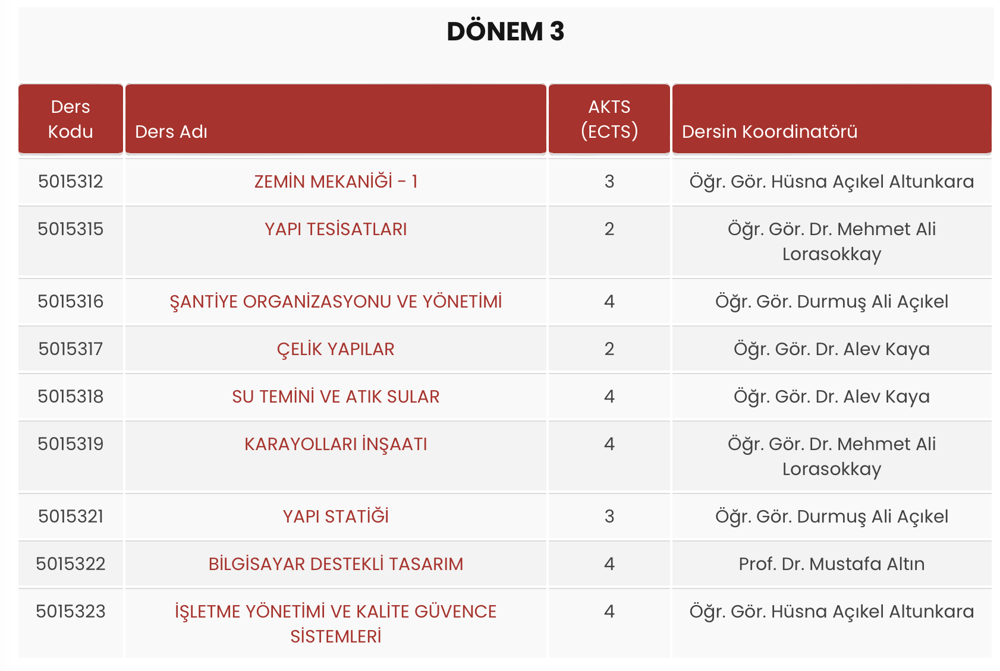 DÖNEM 3
Ders
Kodu
Ders Adı
AKTS
(ECTS)
Dersin Koordinatörü
5015312 ZEMİN MEKANİĞİ - 1 3 Öğr. Gör. Hüsna Açıkel Altunkara
5015315 YAPI TESİSATLARI 2 Öğr. Gör. Dr. Mehmet Ali
Lorasokkay
5015316 ŞANTİYE ORGANİZASYONU VE YÖNETİMİ 4 Öğr. Gör. Durmuş Ali Açıkel
5015317 ÇELİK YAPILAR 2 Öğr. Gör. Dr. Alev Kaya
5015318 SU TEMİNİ VE ATIK SULAR 4 Öğr. Gör. Dr. Alev Kaya
5015319 KARAYOLLARI İNŞAATI 4 Öğr. Gör. Dr. Mehmet Ali
Lorasokkay
5015321 YAPI STATİĞİ 3 Öğr. Gör. Durmuş Ali Açıkel
5015322 BİLGİSAYAR DESTEKLİ TASARIM 4 Prof. Dr. Mustafa Altın
5015323 İŞLETME YÖNETİMİ VE KALİTE GÜVENCE 4 Öğr. Gör. Hüsna Açıkel Altunkara
SİSTEMLERİ